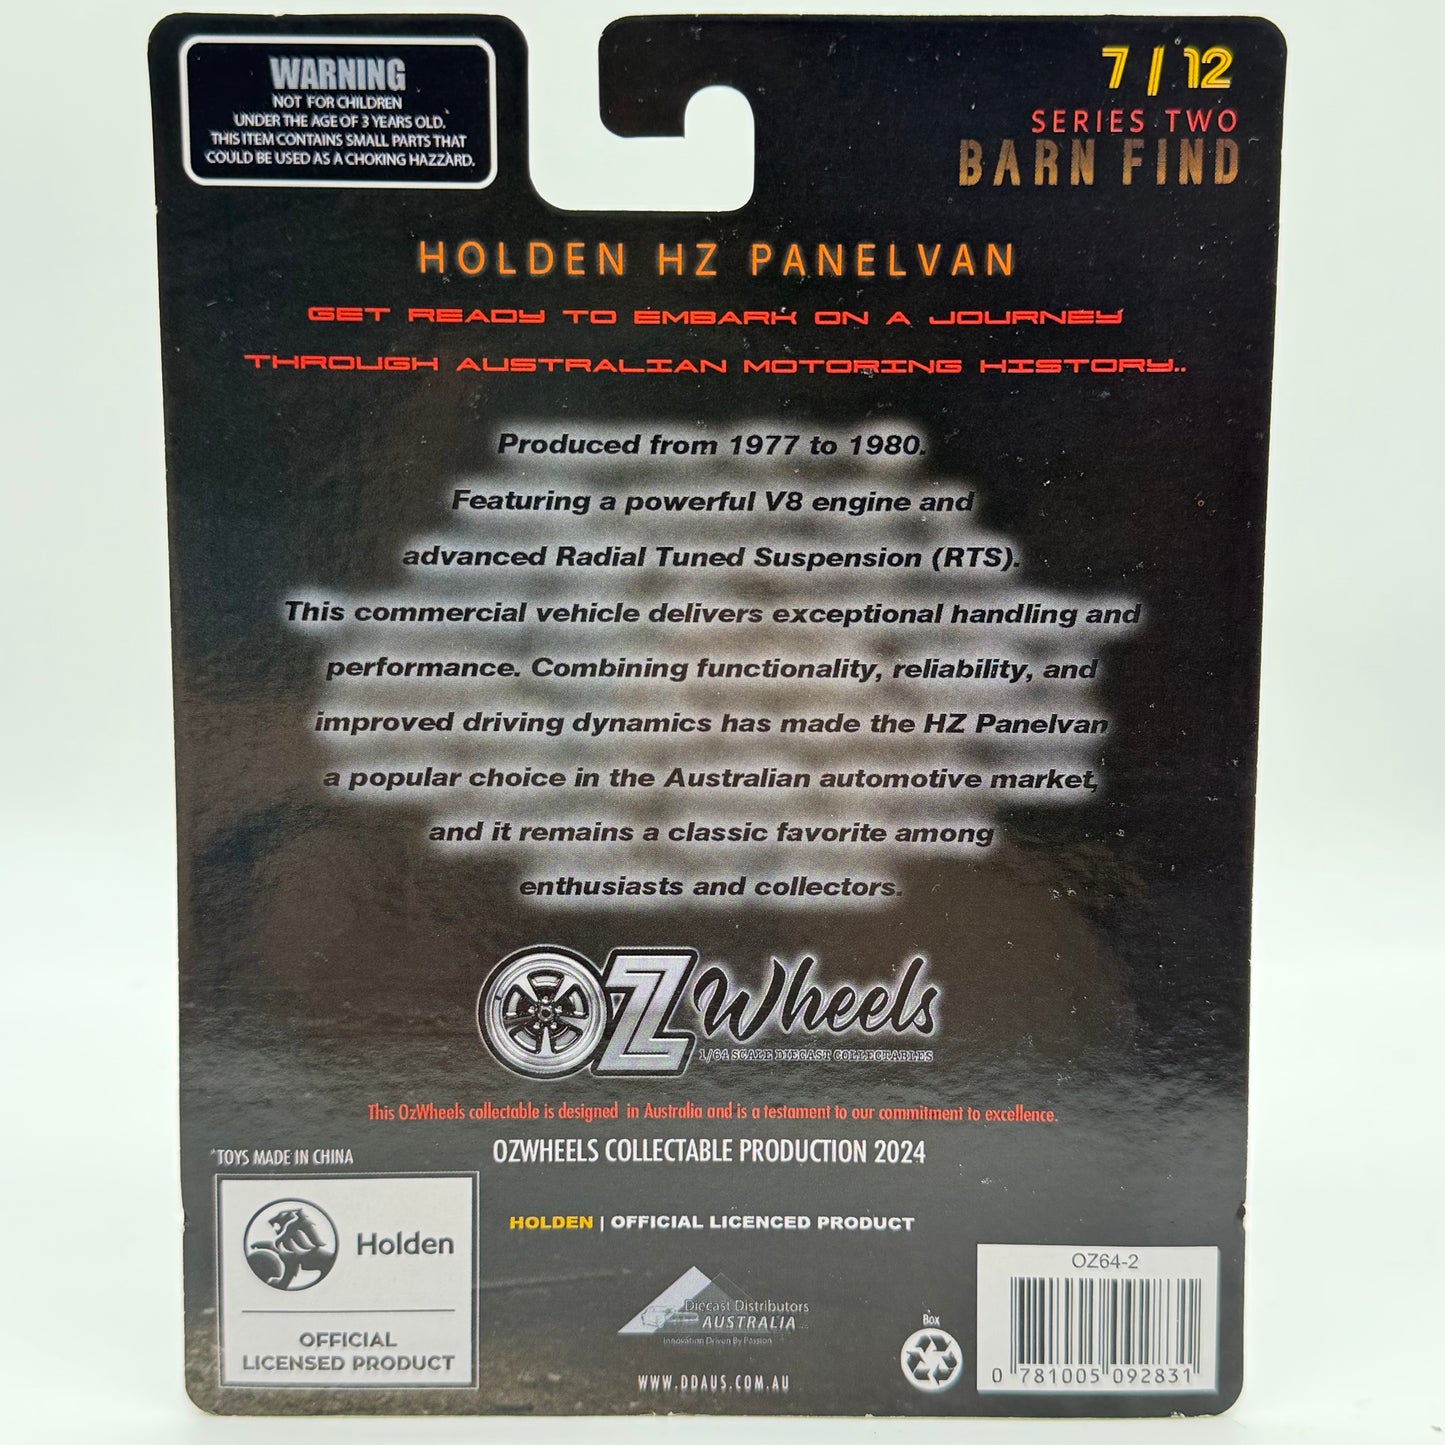 WARNING
NOT FOR CHILDREN
UNDER THE AGE OF 3 YEARS OLD.
THIS ITEM CONTAINS SMALL PARTS THAT
COULD BE USED AS A CHOKING HAZZARD.
7 / 12
SERIES TWO
BARN FIND
HOLDEN HZ PANELVAN
GET READY TO EMBARK ON A JOURNEY
THROUGH AUSTRALIAN MOTORING HISTORY..
Produced from 1977 to 1980.
Featuring a powerful V8 engine and
advanced Radial Tuned Suspension (RTS).
This commercial vehicle delivers exceptional handling and
performance. Combining functionality, reliability, and
improved driving dynamics has made the HZ Panelvan
a popular choice in the Australian automotive market,
and it remains a classic favorite among
enthusiasts and collectors.
OZ Wheels
1/64 SCALE DIECAST COLLECTABLES
This OzWheels collectable is designed in Australia and is a testament to our commitment to excellence.
OZWHEELS COLLECTABLE PRODUCTION 2024
*TOYS MADE IN CHINA
Holden
OFFICIAL
LICENSED PRODUCT
HOLDEN | OFFICIAL LICENCED PRODUCT
Diecast Distributors
AUSTRALIA
Innovation Driven By Passion
WWW.DDAUS.COM.AU
Box
OZ64-2
0 781005 092831